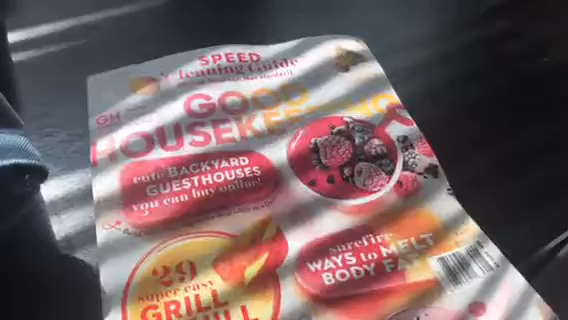 SPEED
Cleaning Guide
GH
GOOD
HOUSEKEEPING
cute BACKYARD
GUESTHOUSES
you can buy online!
surefire
WAYS to MELT
BODY FAT
29
super easy
GRILL